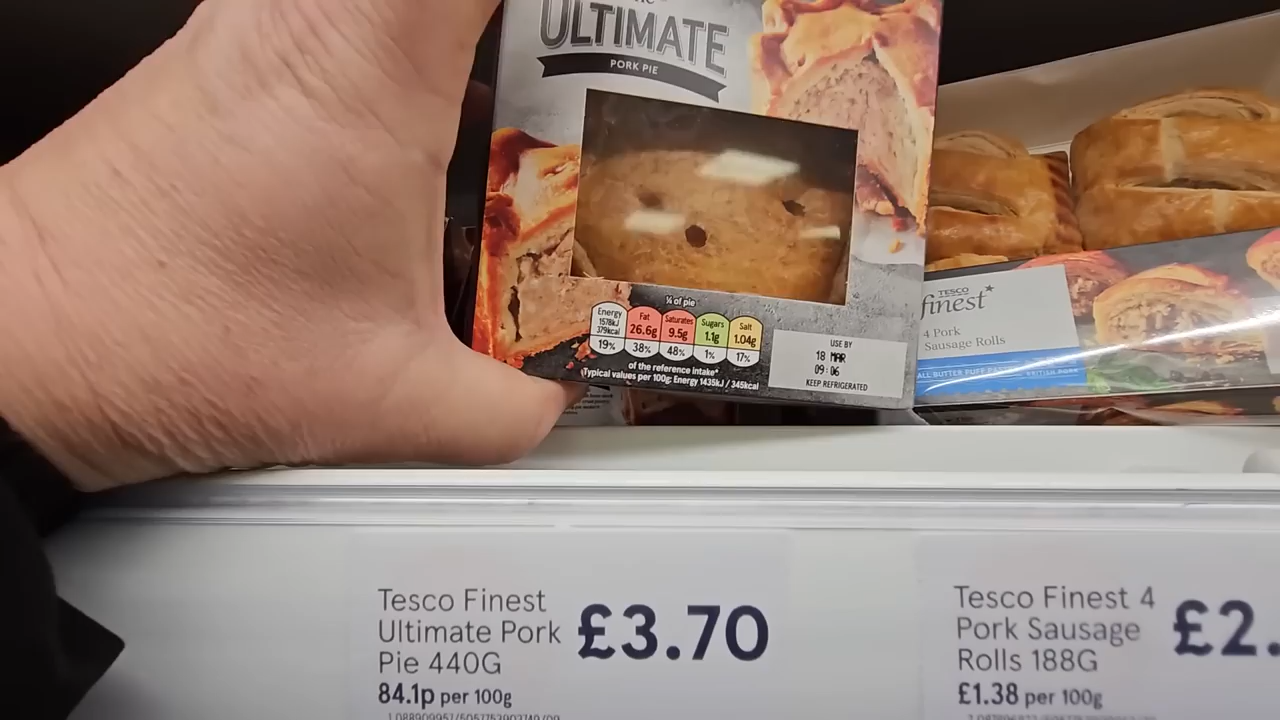 ULTIMATE
PORK PIE
¼ of pie
Energy
1578kJ
379kcal
19%
Fat
26.6g
38%
Saturates
9.5g
48%
Sugars
1.1g
1%
Salt
1.04g
17%
of the reference intake*
Typical values per 100g: Energy 1435kJ / 345kcal
USE BY
18 MAR
09:06
KEEP REFRIGERATED
TESCO
finest*
4 Pork
Sausage Rolls
ALL BUTTER PUFF
BRITISH PORK
Tesco Finest
Ultimate Pork
Pie 440G
84.1p per 100g
£3.70
Tesco Finest 4
Pork Sausage
Rolls 188G
£1.38 per 100g
£2.